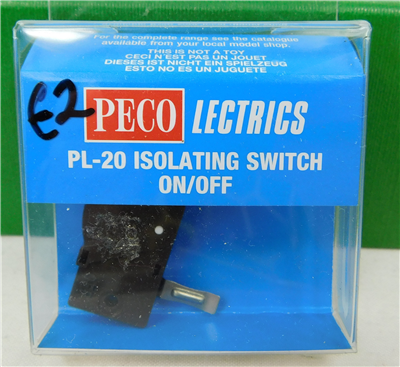 For the complete range see the catalogue
available from your local model shop.
THIS IS NOT A TOY
CECI N'EST PAS UN JOUET
DIESES IST NICHT EIN SPIELZEUG
ESTO NO ES UN JUGUETE
£2
PECO LECTRICS
PL-20 ISOLATING SWITCH
ON/OFF